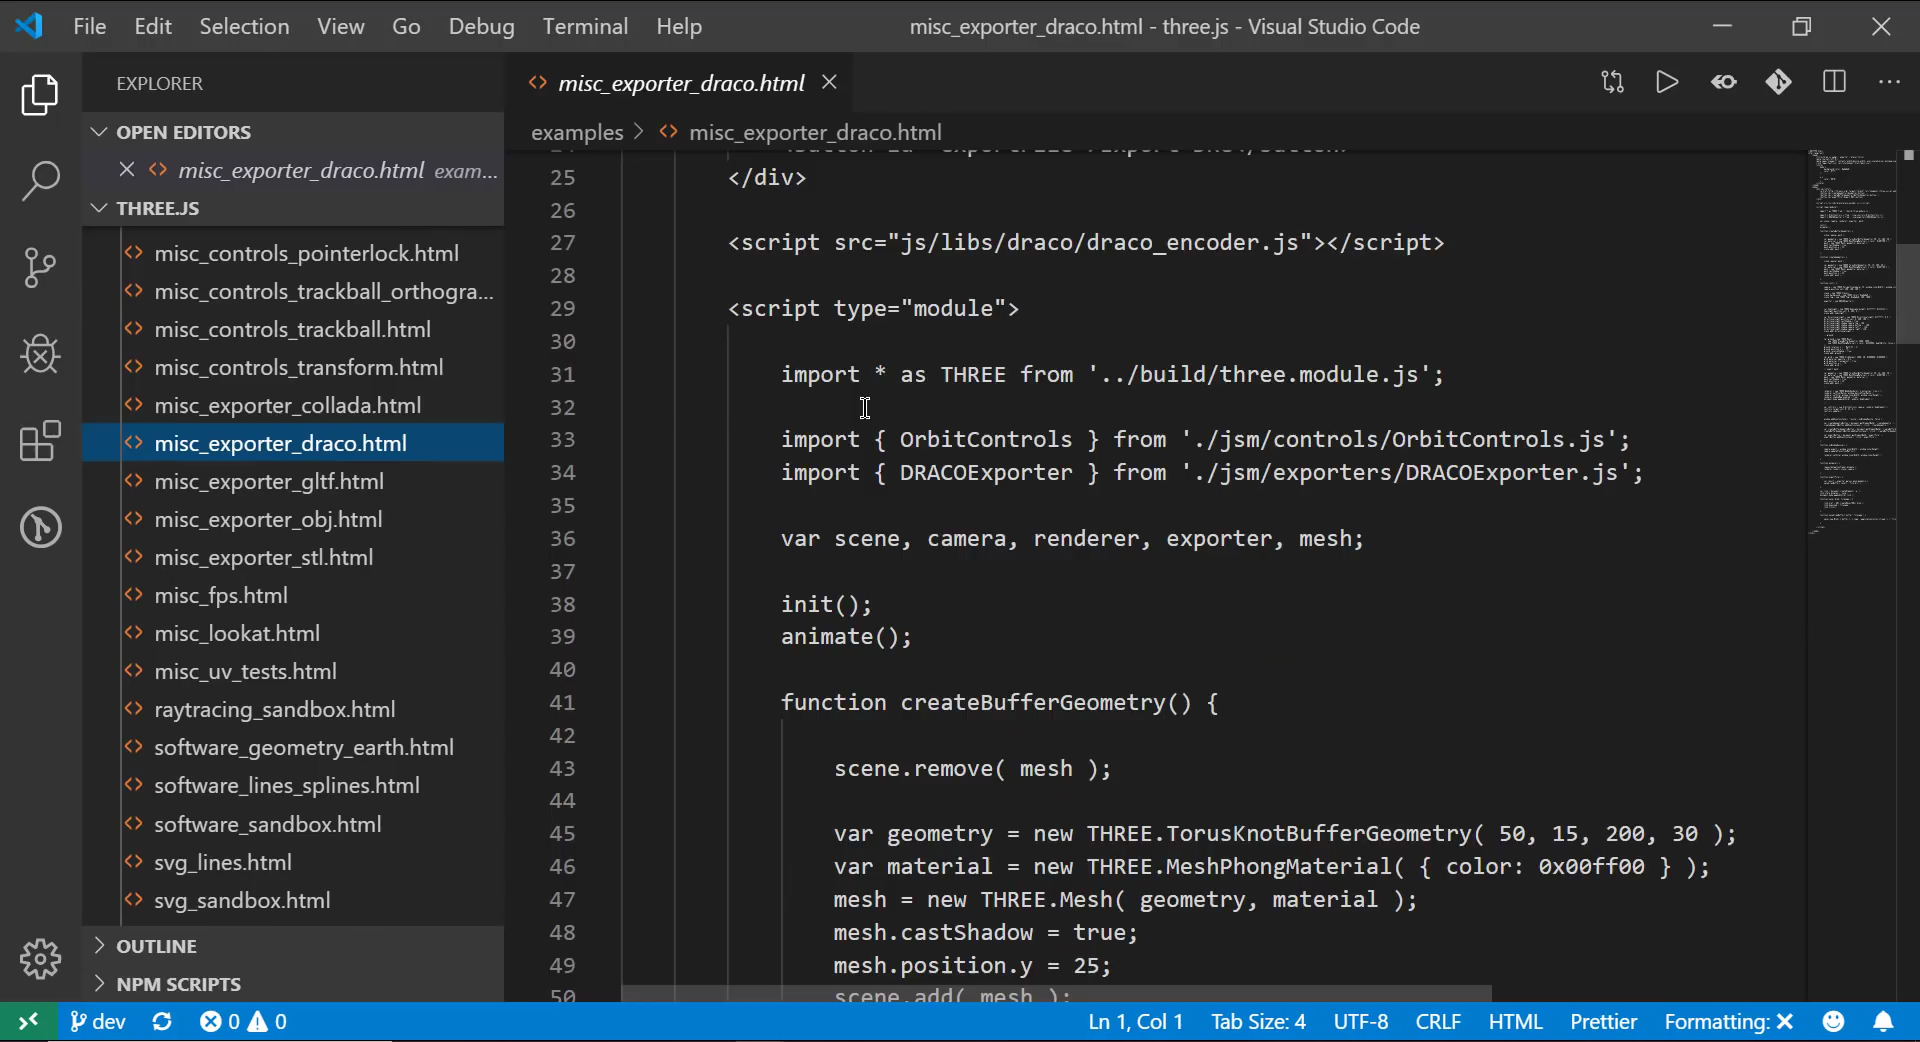 File Edit Selection View Go Debug Terminal Help
misc_exporter_draco.html - three.js - Visual Studio Code
EXPLORER
OPEN EDITORS
misc_exporter_draco.html exam...
THREE.JS
misc_controls_pointerlock.html
misc_controls_trackball_orthogra...
misc_controls_trackball.html
misc_controls_transform.html
misc_exporter_collada.html
misc_exporter_draco.html
misc_exporter_gltf.html
misc_exporter_obj.html
misc_exporter_stl.html
misc_fps.html
misc_lookat.html
misc_uv_tests.html
raytracing_sandbox.html
software_geometry_earth.html
software_lines_splines.html
software_sandbox.html
svg_lines.html
svg_sandbox.html
OUTLINE
NPM SCRIPTS
misc_exporter_draco.html
examples > misc_exporter_draco.html
25 </div>
26
27 <script src="js/libs/draco/draco_encoder.js"></script>
28
29 <script type="module">
30
31 import * as THREE from '../build/three.module.js';
32
33 import { OrbitControls } from './jsm/controls/OrbitControls.js';
34 import { DRACOExporter } from './jsm/exporters/DRACOExporter.js';
35
36 var scene, camera, renderer, exporter, mesh;
37
38 init();
39 animate();
40
41 function createBufferGeometry() {
42
43 scene.remove( mesh );
44
45 var geometry = new THREE.TorusKnotBufferGeometry( 50, 15, 200, 30 );
46 var material = new THREE.MeshPhongMaterial( { color: 0x00ff00 } );
47 mesh = new THREE.Mesh( geometry, material );
48 mesh.castShadow = true;
49 mesh.position.y = 25;
50 scene.add( mesh );
dev 0 0 Ln 1, Col 1 Tab Size: 4 UTF-8 CRLF HTML Prettier Formatting: ✕